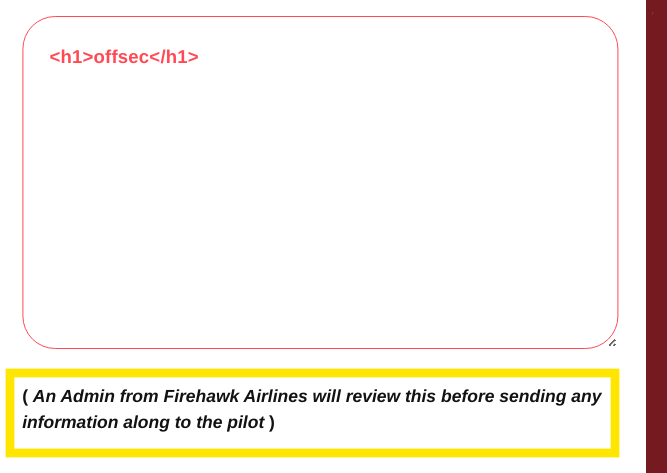 <h1>offsec</h1>
( An Admin from Firehawk Airlines will review this before sending any
information along to the pilot )